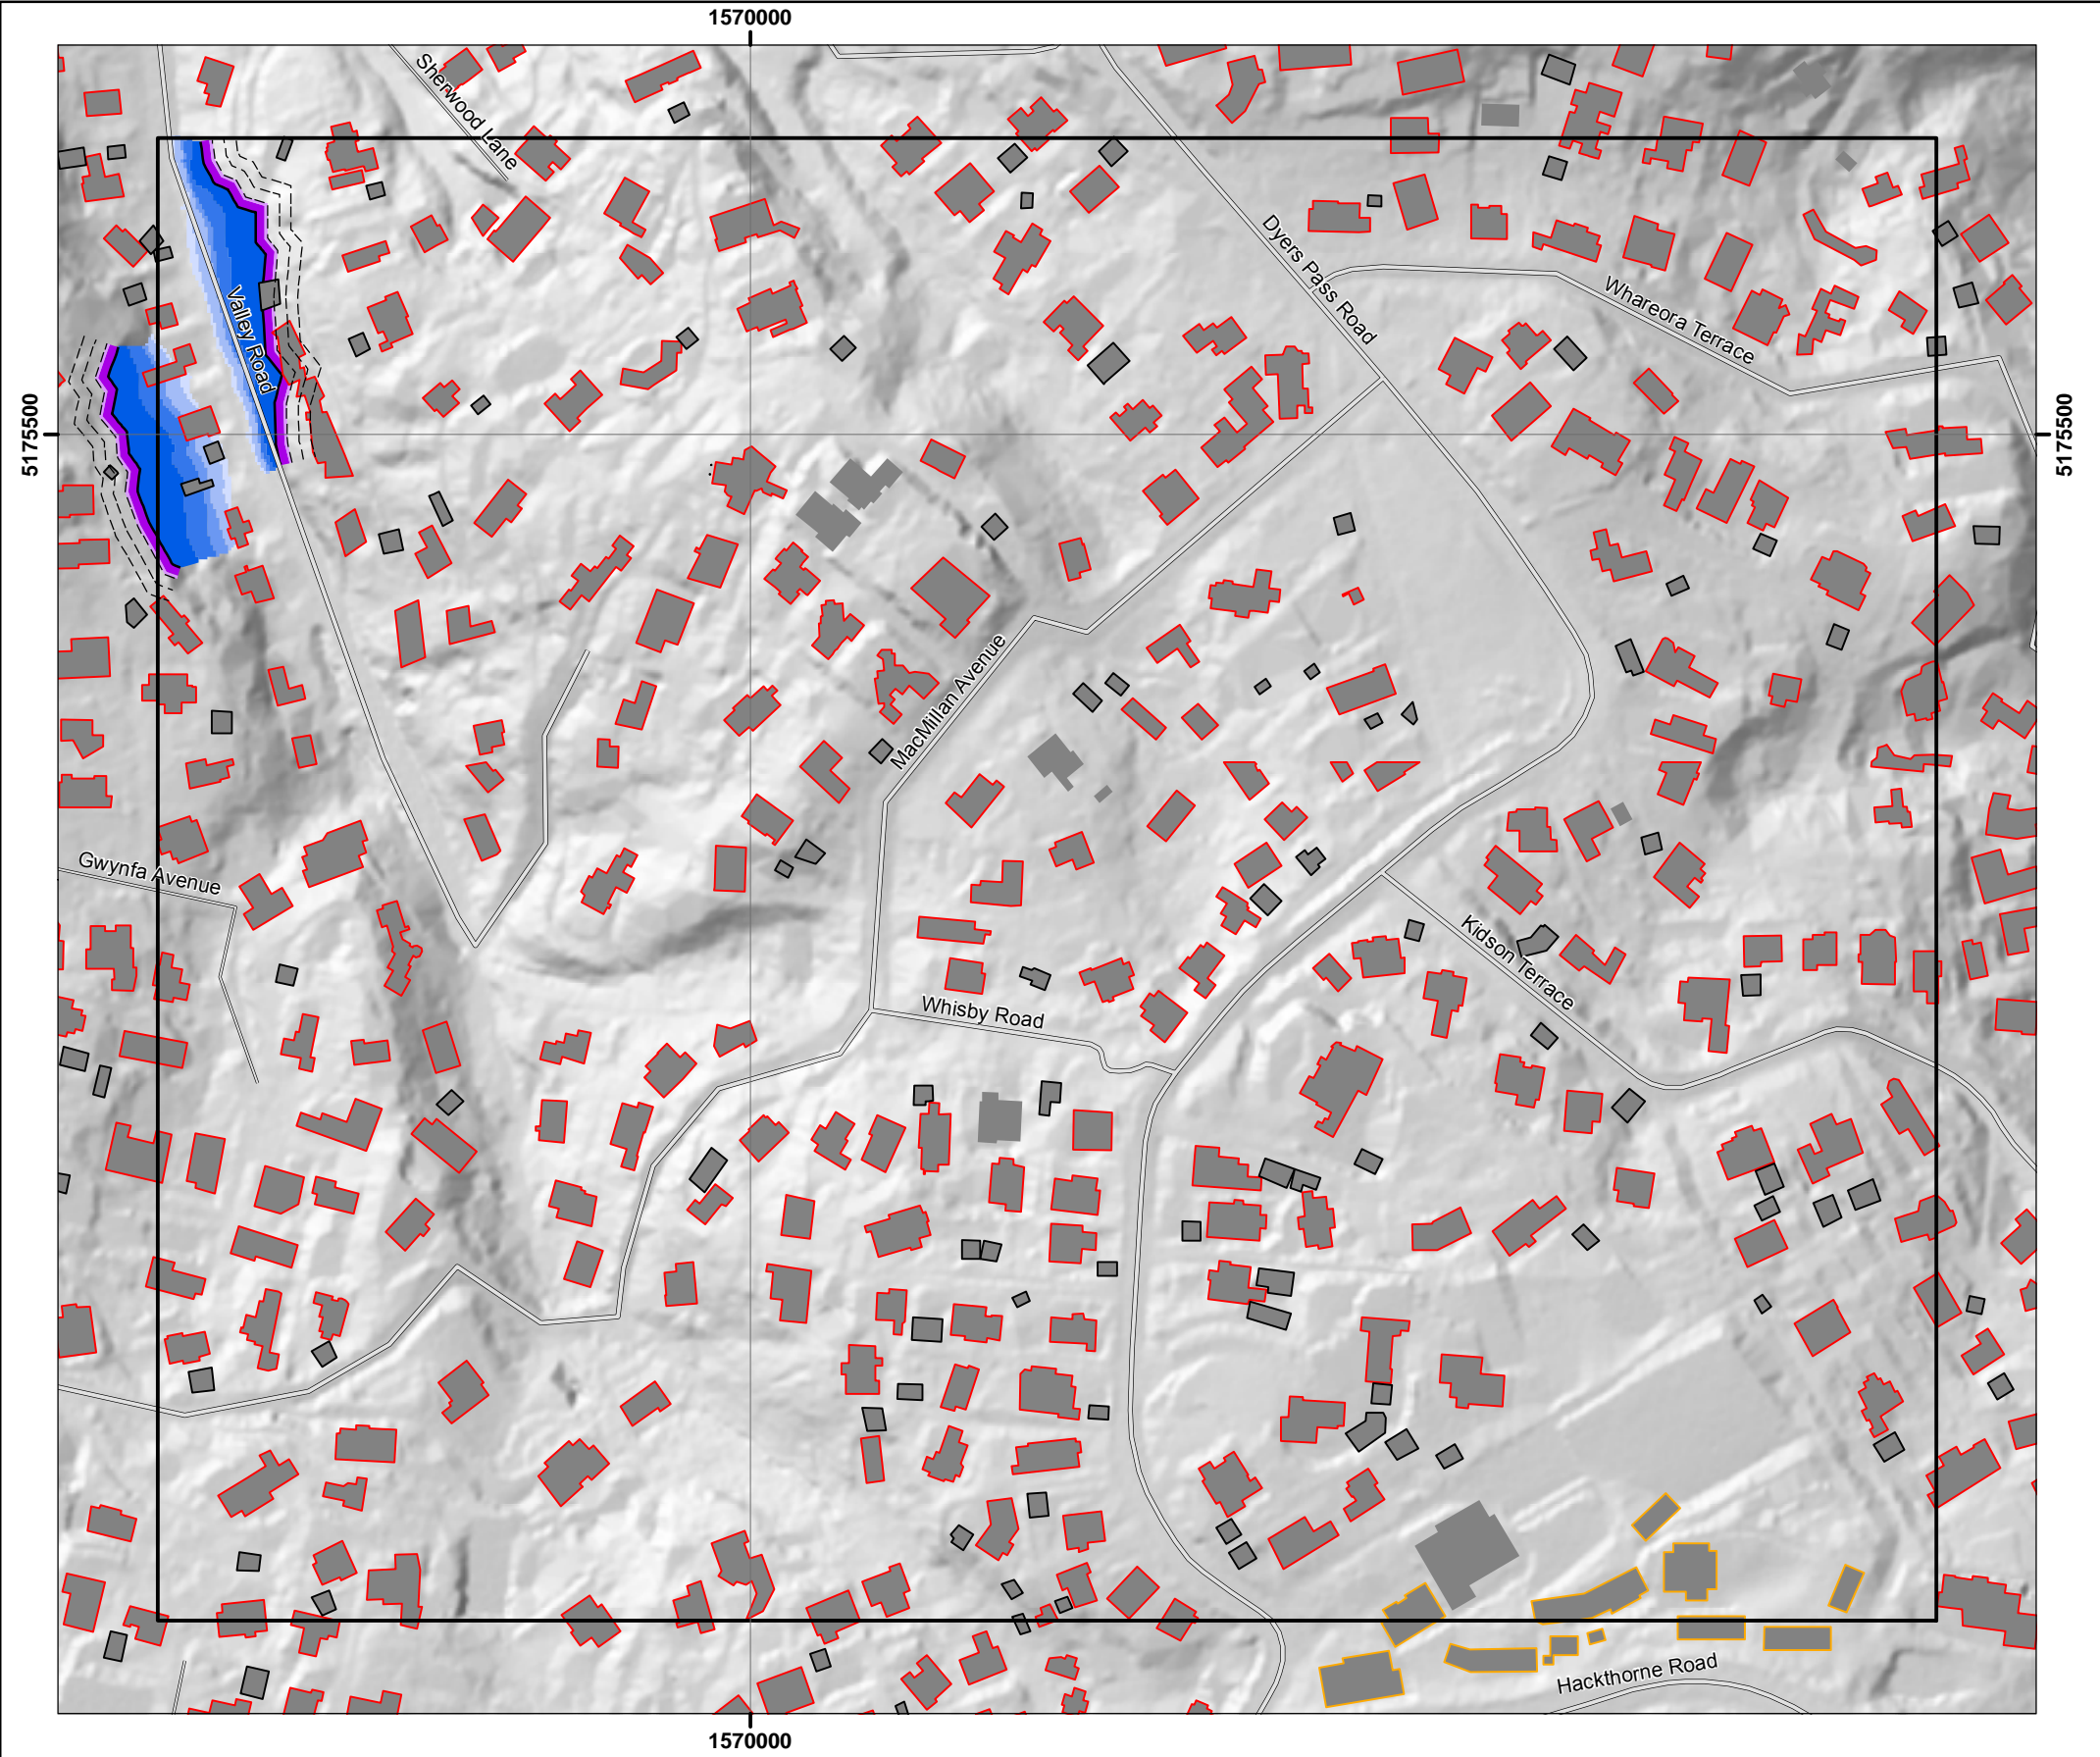 1570000
Sherwood Lane
Dyers Pass Road
Whareora Terrace
Valley Road
5175500
5175500
MacMillan Avenue
Gwynfa Avenue
Kidson Terrace
Whisby Road
Hackthorne Road
1570000